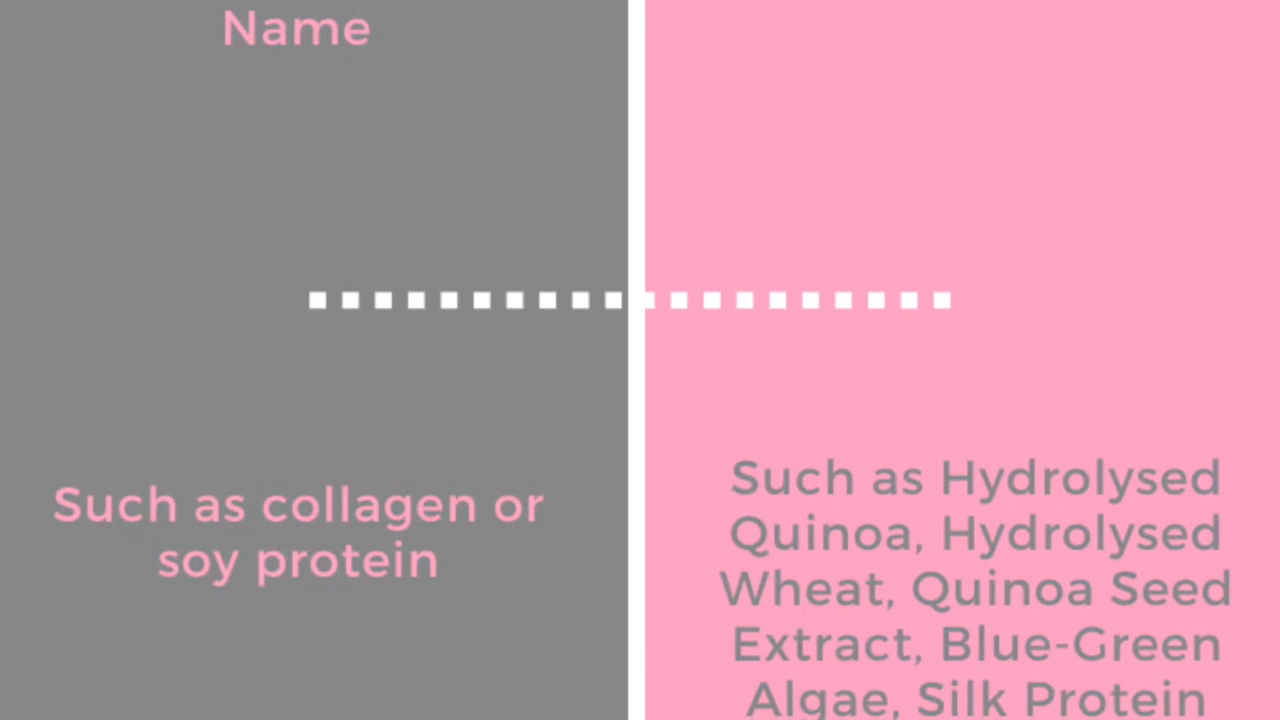 Name
Such as collagen or
soy protein
Such as Hydrolysed
Quinoa, Hydrolysed
Wheat, Quinoa Seed
Extract, Blue-Green
Algae, Silk Protein